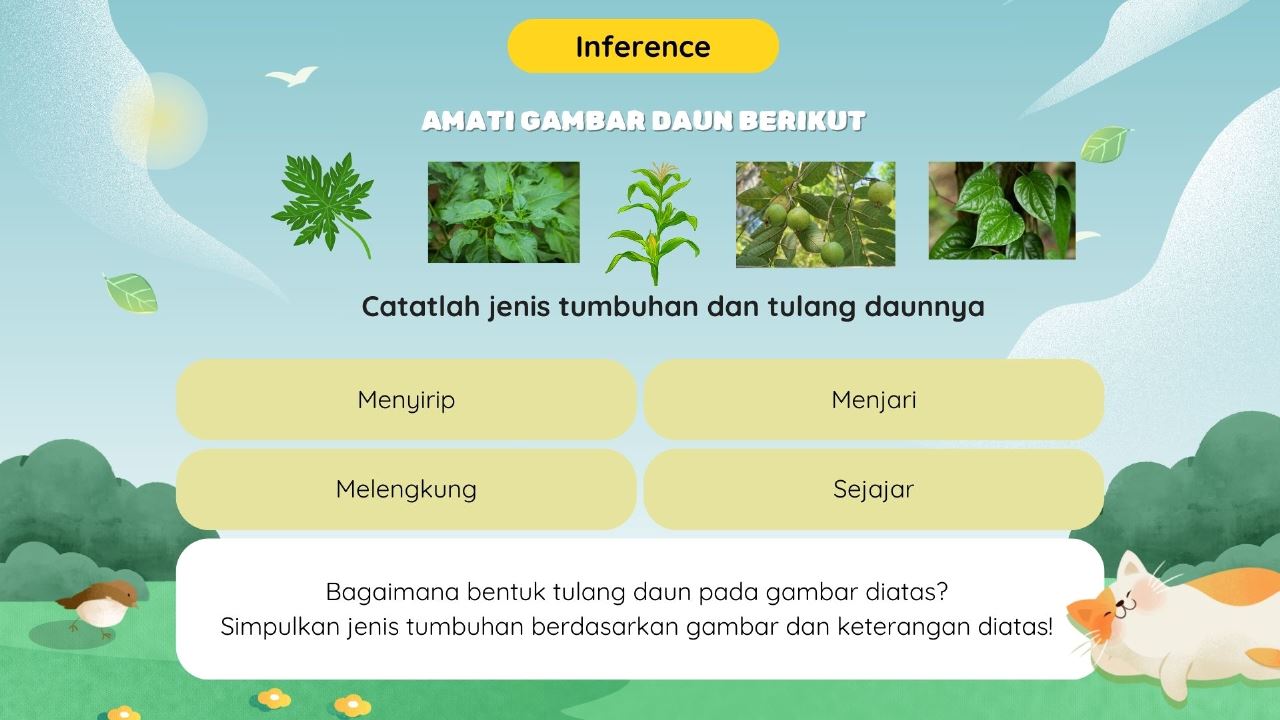 Inference
AMATI GAMBAR DAUN BERIKUT
Catatlah jenis tumbuhan dan tulang daunnya
Menyirip
Menjari
Melengkung
Sejajar
Bagaimana bentuk tulang daun pada gambar diatas?
Simpulkan jenis tumbuhan berdasarkan gambar dan keterangan diatas!